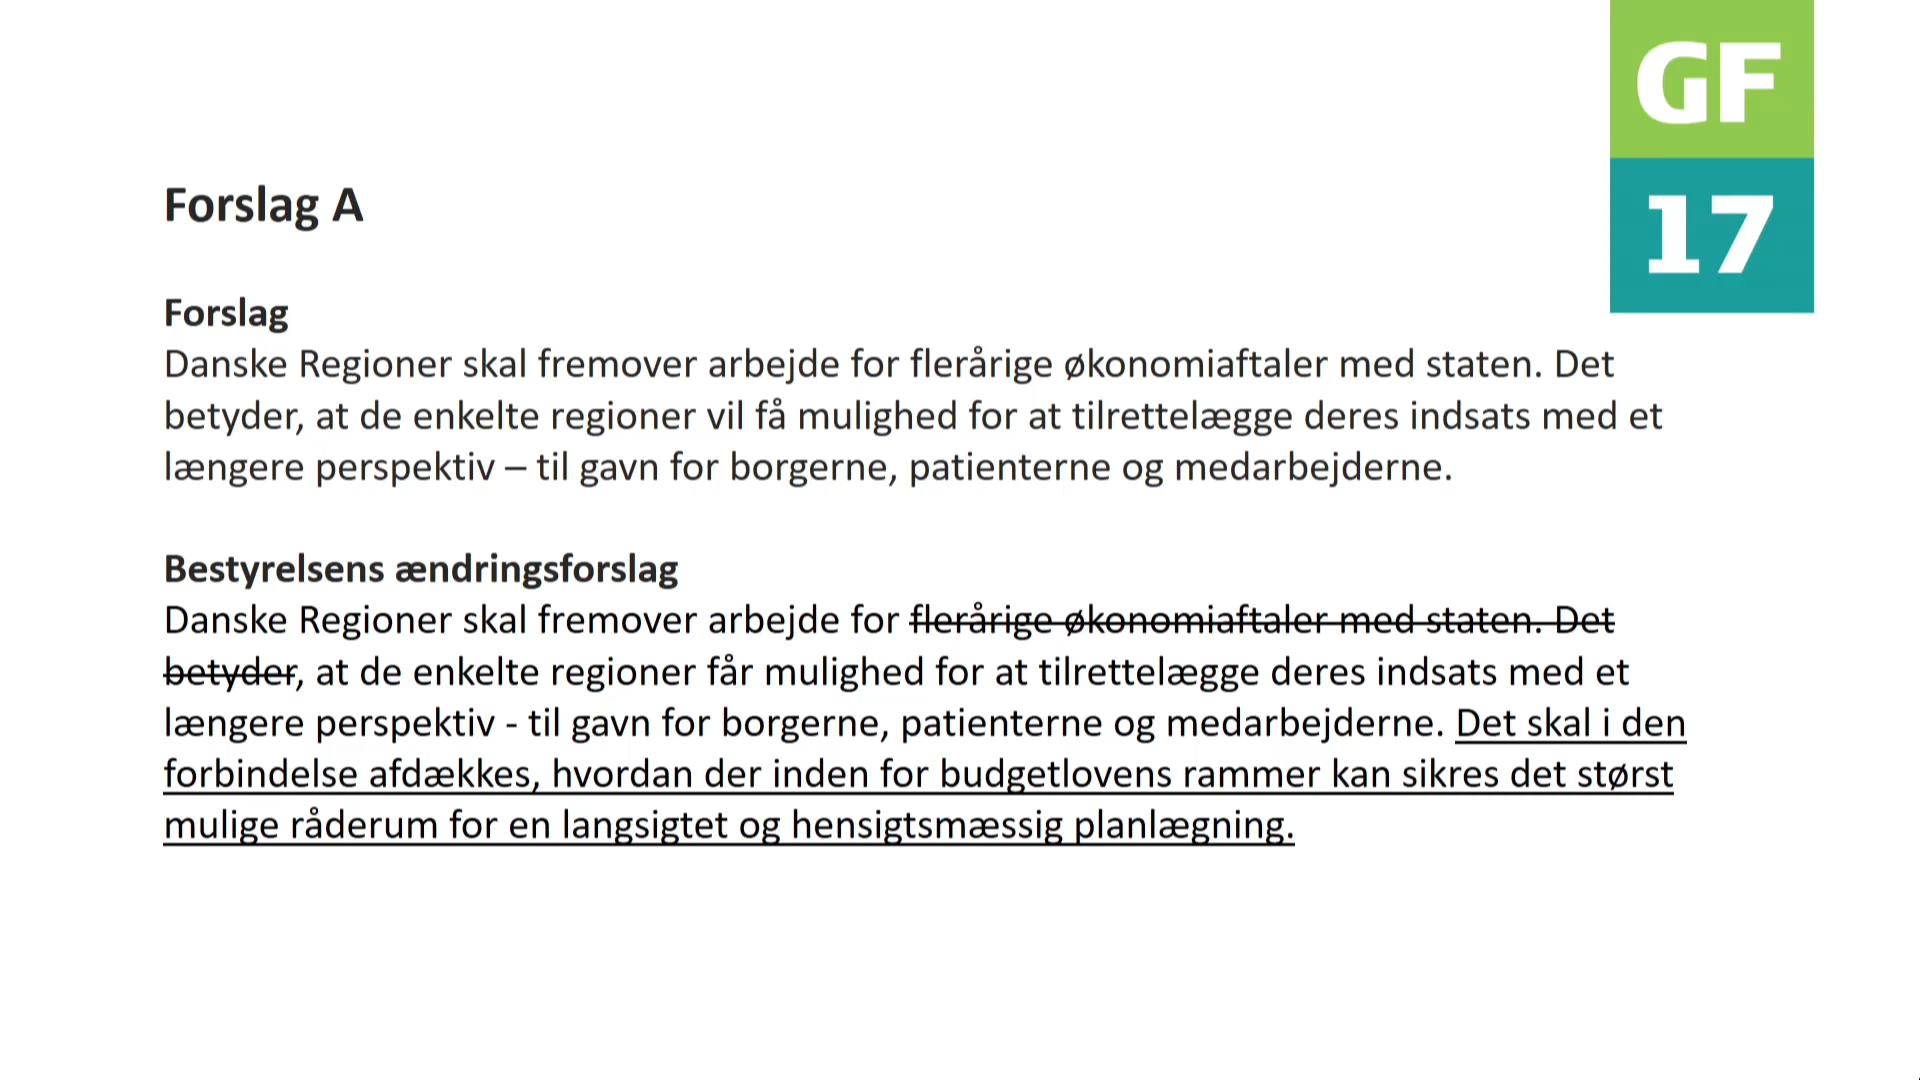 GF
17
Forslag A
Forslag
Danske Regioner skal fremover arbejde for flerårige økonomiaftaler med staten. Det
betyder, at de enkelte regioner vil få mulighed for at tilrettelægge deres indsats med et
længere perspektiv – til gavn for borgerne, patienterne og medarbejderne.
Bestyrelsens ændringsforslag
Danske Regioner skal fremover arbejde for flerårige økonomiaftaler med staten. Det
betyder, at de enkelte regioner får mulighed for at tilrettelægge deres indsats med et
længere perspektiv - til gavn for borgerne, patienterne og medarbejderne. Det skal i den
forbindelse afdækkes, hvordan der inden for budgetlovens rammer kan sikres det størst
mulige råderum for en langsigtet og hensigtsmæssig planlægning.